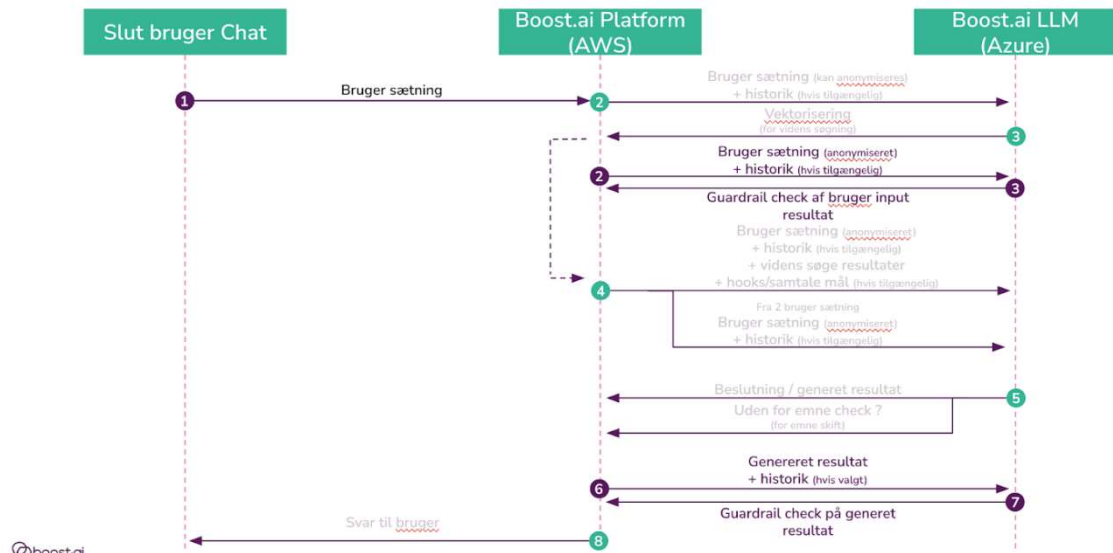 Slut bruger Chat
Boost.ai Platform
(AWS)
Boost.ai LLM
(Azure)
1
Bruger sætning
2
Bruger sætning (kan anonymiseres)
+ historik (hvis tilgængelig)
Vektorisering
(for videns søgning)
3
Bruger sætning (anonymiseret)
+ historik (hvis tilgængelig)
2
3
Guardrail check af bruger input
resultat
Bruger sætning (anonymiseret)
+ historik (hvis tilgængelig)
+ videns søge resultater
+ hooks/samtale mål (hvis tilgængelig)
4
Fra 2 bruger sætning
Bruger sætning (anonymiseret)
+ historik (hvis tilgængelig)
Beslutning / generet resultat
5
Uden for emne check ?
(for emne skift)
Genereret resultat
+ historik (hvis valgt)
6
7
Guardrail check på generet
resultat
Svar til bruger
8
boost.ai